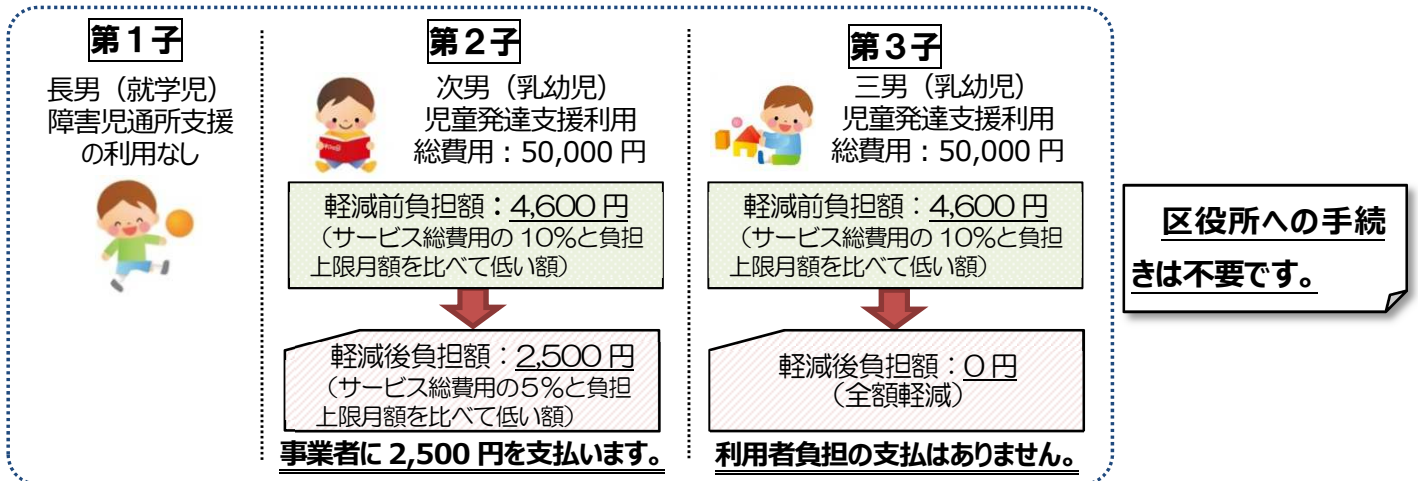 第１子
長男（就学児）
障害児通所支援
の利用なし
第２子
次男（乳幼児）
児童発達支援利用
総費用：50,000 円
軽減前負担額：4,600 円
（サービス総費用の 10％と負担
上限月額を比べて低い額）
軽減後負担額：2,500 円
（サービス総費用の５％と負担
上限月額を比べて低い額）
事業者に 2,500 円を支払います。
第３子
三男（乳幼児）
児童発達支援利用
総費用：50,000 円
軽減前負担額：4,600 円
（サービス総費用の 10％と負担
上限月額を比べて低い額）
軽減後負担額：０円
（全額軽減）
利用者負担の支払はありません。
区役所への手続
きは不要です。